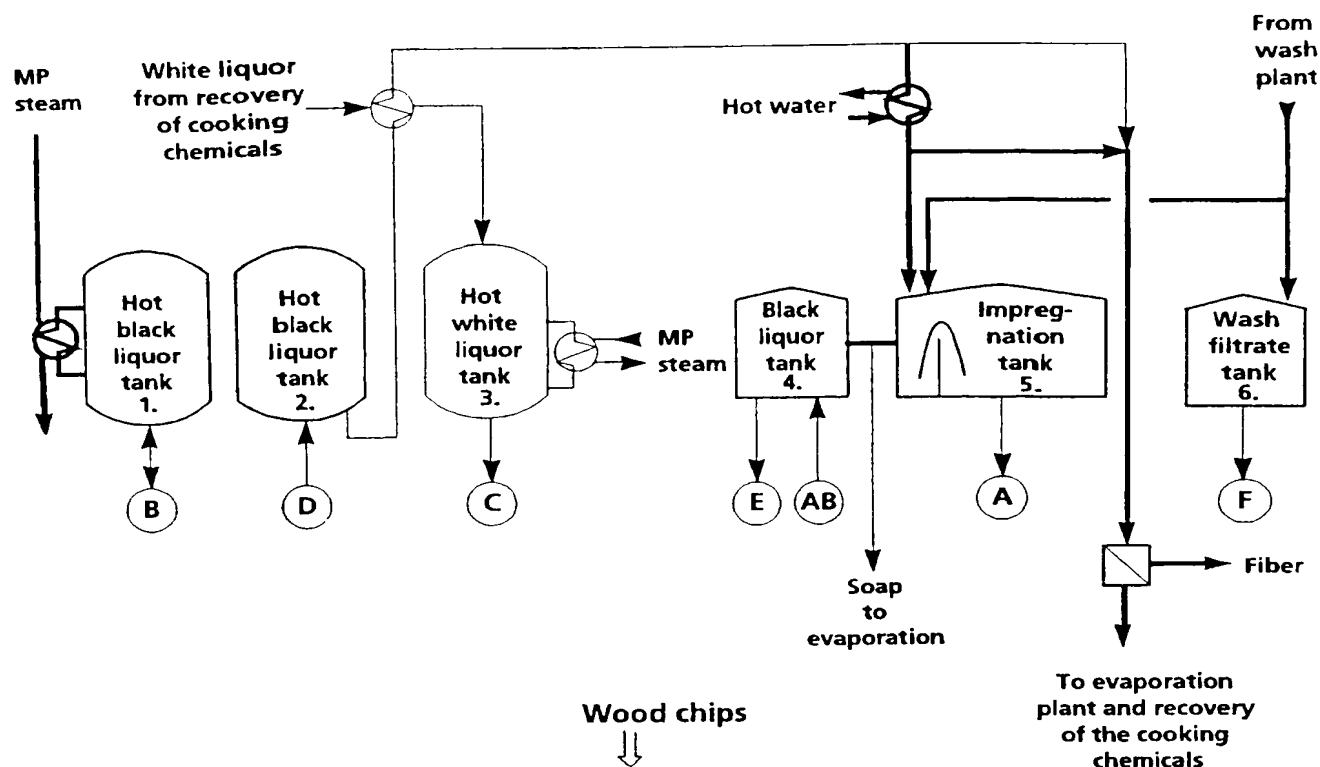 MP
steam
White liquor
from recovery
of cooking
chemicals
Hot water
From
wash
plant
Hot
black
liquor
tank
1.
Hot
black
liquor
tank
2.
Hot
white
liquor
tank
3.
MP
steam
Black
liquor
tank
4.
Impreg-
nation
tank
5.
Wash
filtrate
tank
6.
B
D
C
E
AB
A
F
Soap
to
evaporation
Fiber
To evaporation
plant and recovery
of the cooking
chemicals
Wood chips